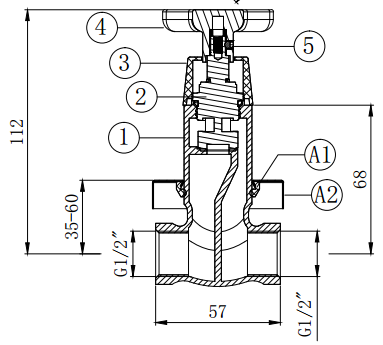 ④
⑤
③
②
①
A1
A2
112
35-60
68
G1/2"
57
G1/2"